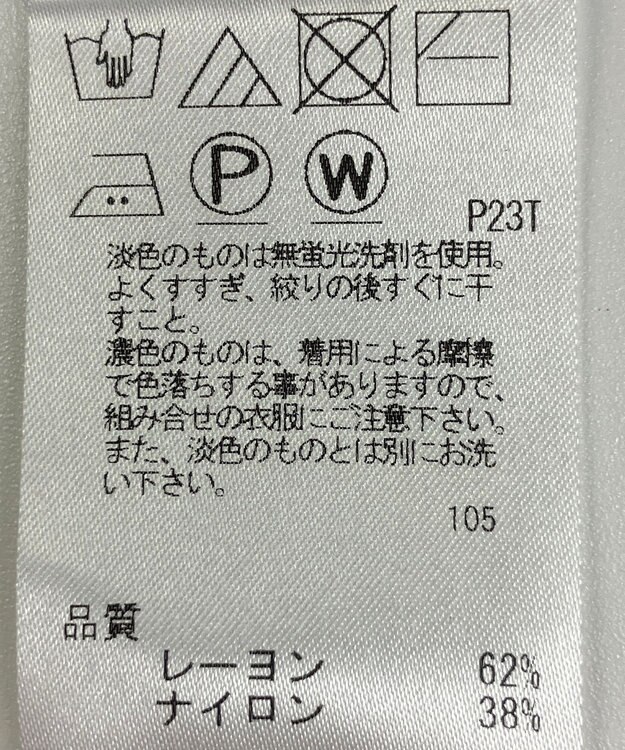 P
W
P23T
淡色のものは無蛍光洗剤を使用。
よくすすぎ、絞りの後すぐに干
すこと。
濃色のものは、着用による摩擦
で色落ちする事がありますので、
組み合せの衣服にご注意下さい。
また、淡色のものとは別にお洗
い下さい。
105
品質
レーヨン 62%
ナイロン 38%